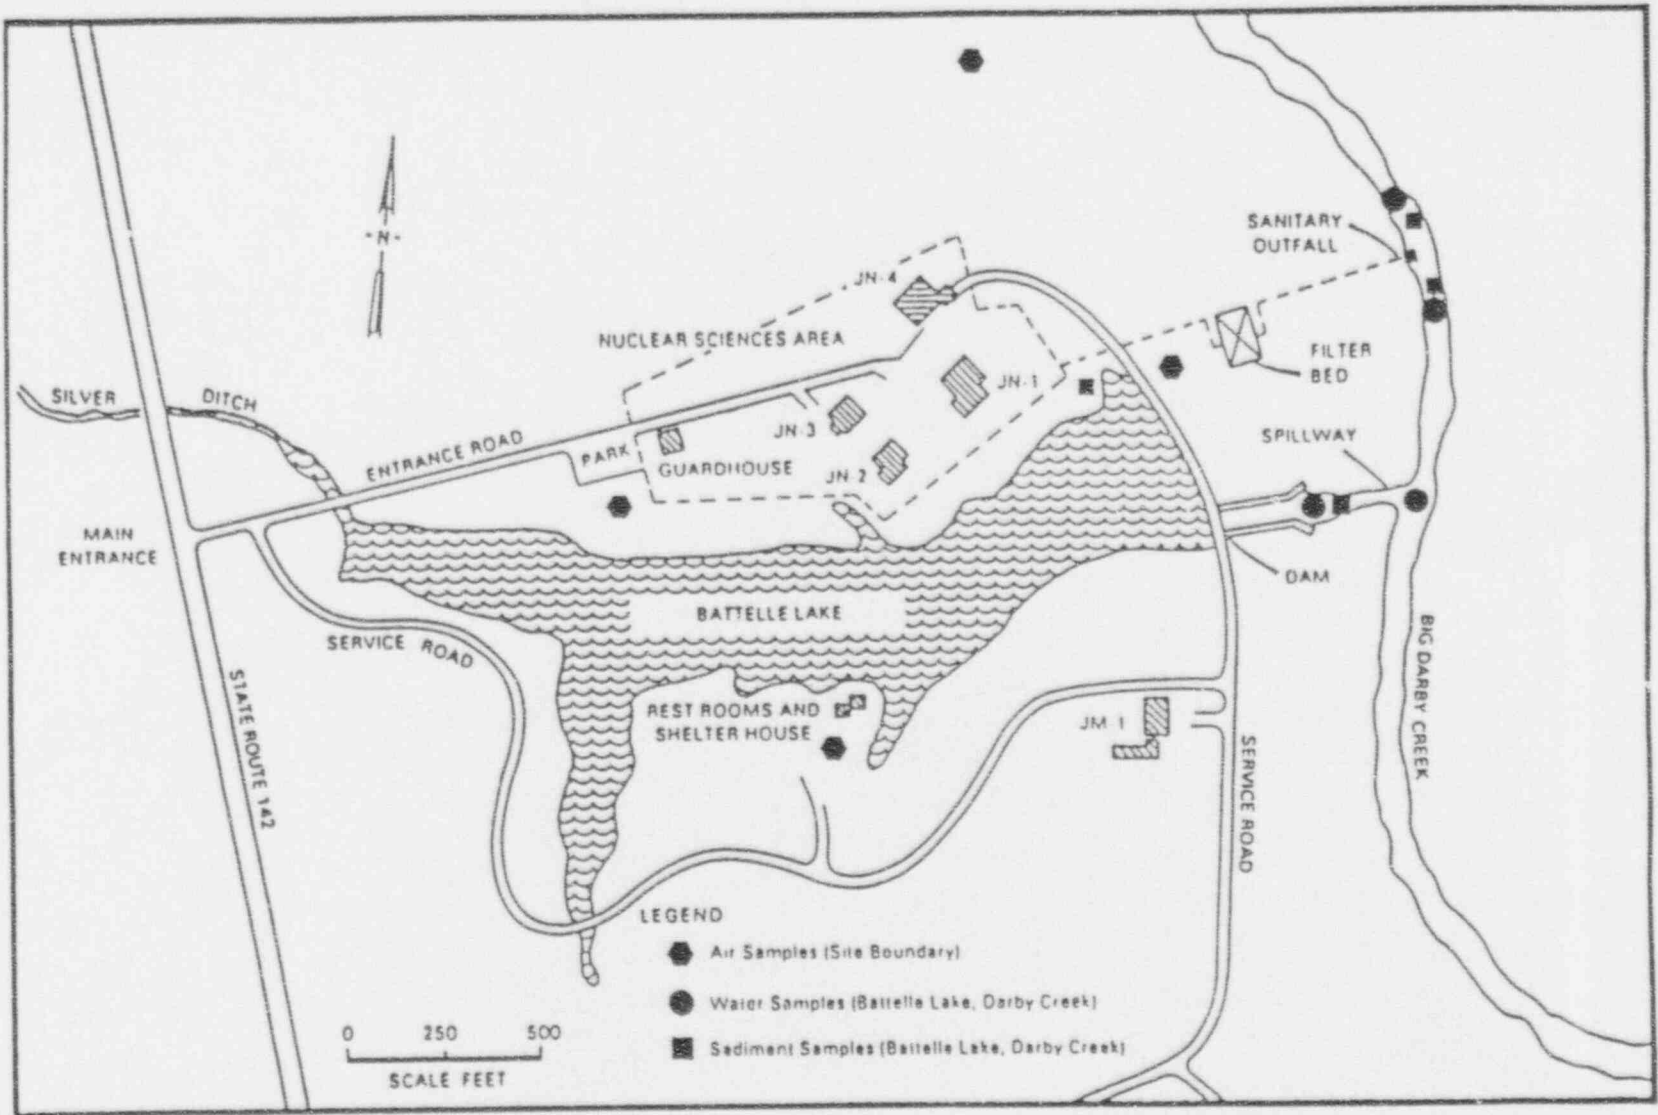 - N -
SANITARY
OUTFALL
JN-4
NUCLEAR SCIENCES AREA
FILTER
BED
SILVER DITCH
JN-1
JN-3
SPILLWAY
ENTRANCE ROAD
PARK
GUARDHOUSE
JN-2
MAIN
ENTRANCE
DAM
BATTELLE LAKE
SERVICE ROAD
STATE ROUTE 142
REST ROOMS AND
SHELTER HOUSE
JM-1
BIG DARBY CREEK
SERVICE ROAD
LEGEND
Air Samples (Site Boundary)
Water Samples (Battelle Lake, Darby Creek)
Sediment Samples (Battelle Lake, Darby Creek)
0 250 500
SCALE FEET